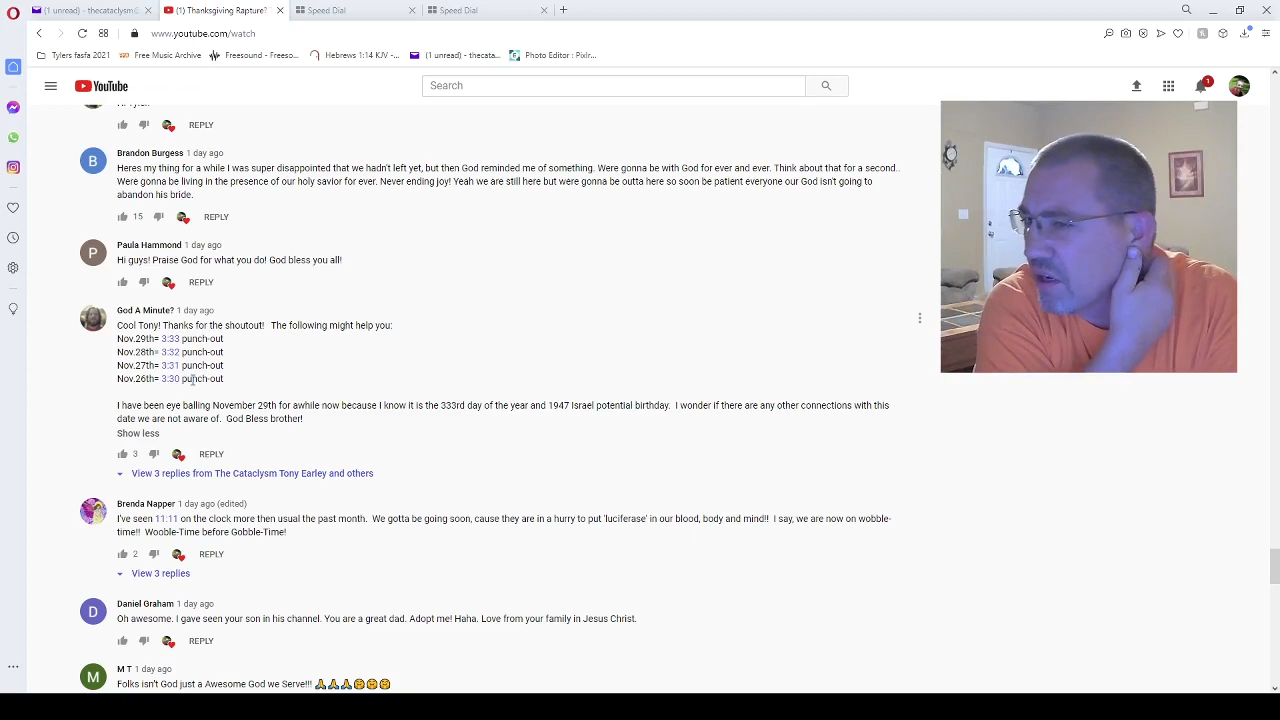 (1 unread) - thecataclysm@
(1) Thanksgiving Rapture?
Speed Dial
Speed Dial
www.youtube.com/watch
Tylers fasfa 2021
Free Music Archive
Freesound - Freeso...
Hebrews 1:14 KJV -...
(1 unread) - thecata...
Photo Editor : Pixlr...
YouTube
Search
1
REPLY
B
Brandon Burgess 1 day ago
Heres my thing for a while I was super disappointed that we hadn't left yet, but then God reminded me of something. Were gonna be with God for ever and ever. Think about that for a second..
Were gonna be living in the presence of our holy savior for ever. Never ending joy! Yeah we are still here but were gonna be outta here so soon be patient everyone our God isn't going to
abandon his bride.
15 REPLY
P
Paula Hammond 1 day ago
Hi guys! Praise God for what you do! God bless you all!
REPLY
God A Minute? 1 day ago
Cool Tony! Thanks for the shoutout! The following might help you:
Nov.29th= 3:33 punch-out
Nov.28th= 3:32 punch-out
Nov.27th= 3:31 punch-out
Nov.26th= 3:30 punch-out
I have been eye balling November 29th for awhile now because I know it is the 333rd day of the year and 1947 Israel potential birthday. I wonder if there are any other connections with this
date we are not aware of. God Bless brother!
Show less
3 REPLY
View 3 replies from The Cataclysm Tony Earley and others
Brenda Napper 1 day ago (edited)
I've seen 11:11 on the clock more then usual the past month. We gotta be going soon, cause they are in a hurry to put 'luciferase' in our blood, body and mind!! I say, we are now on wobble-
time!! Wooble-Time before Gobble-Time!
2 REPLY
View 3 replies
D
Daniel Graham 1 day ago
Oh awesome. I gave seen your son in his channel. You are a great dad. Adopt me! Haha. Love from your family in Jesus Christ.
REPLY
M
M T 1 day ago
Folks isn't God just a Awesome God we Serve!!! 🙏🙏🙏🤗🤗🤗